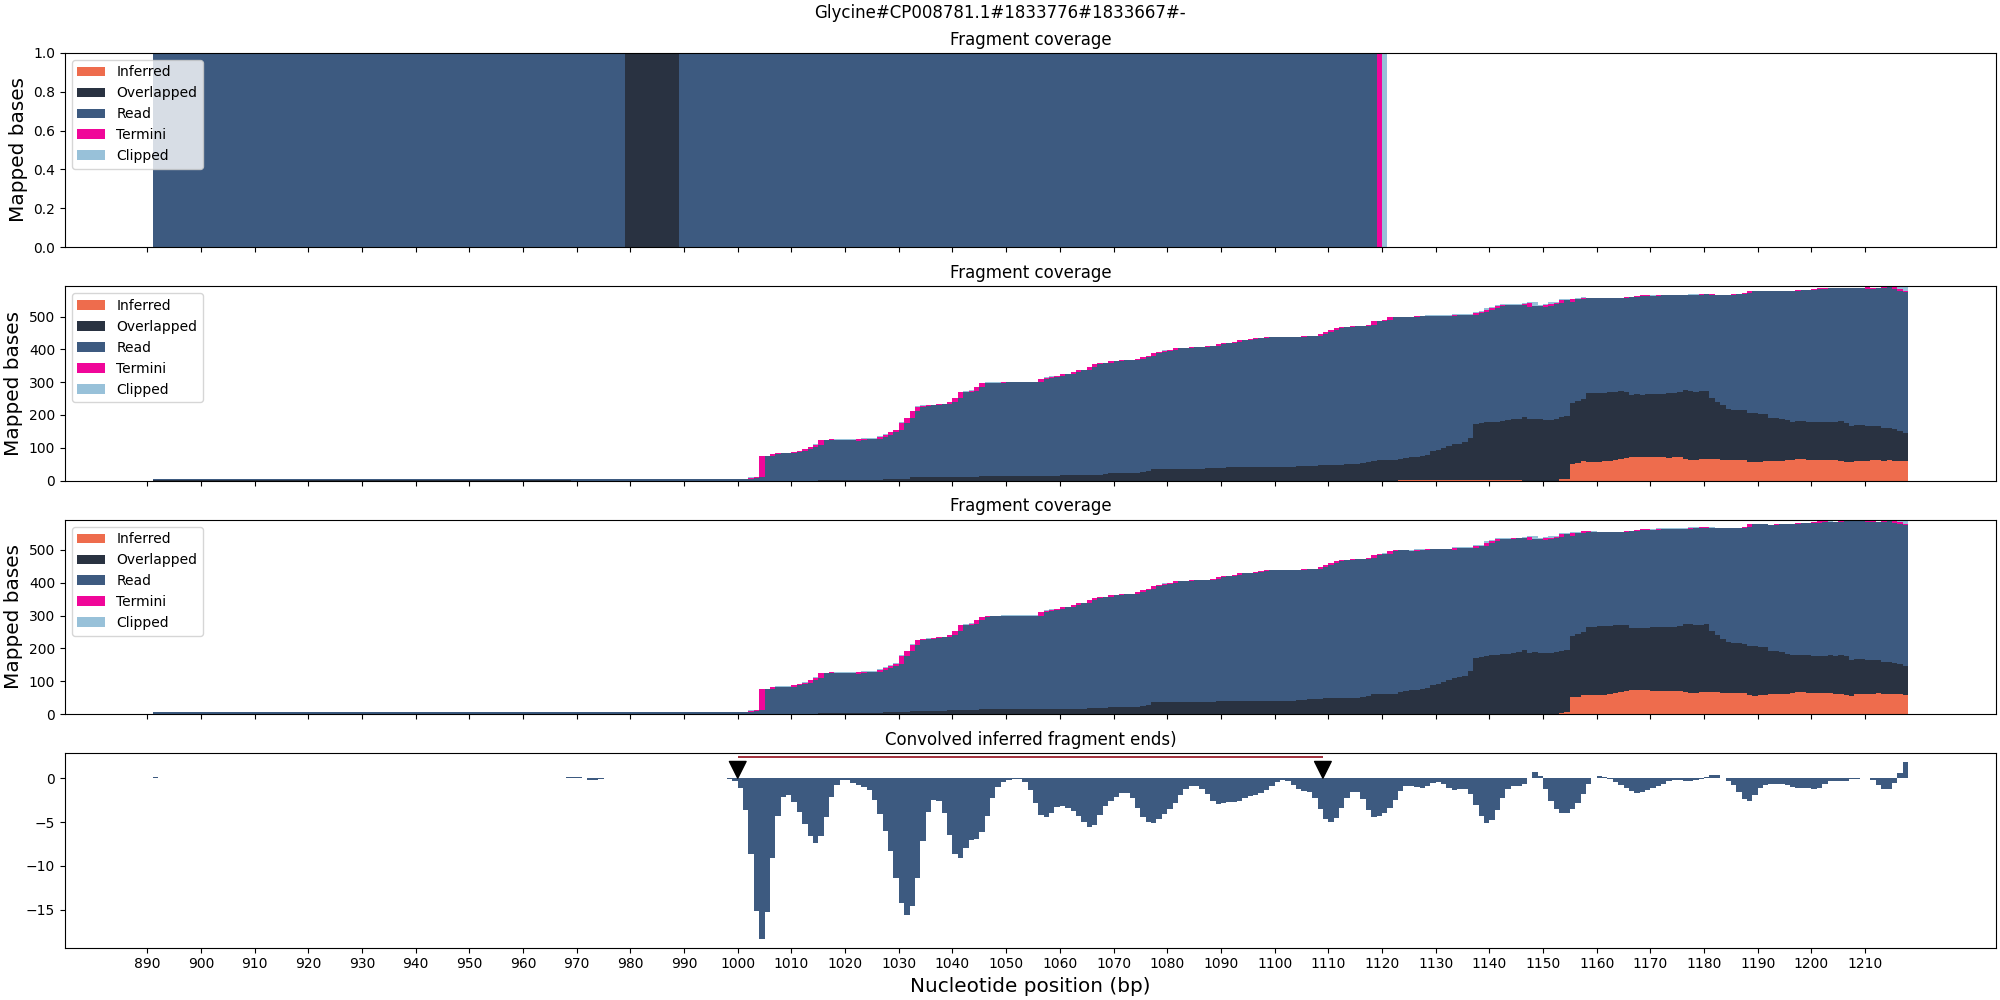 Glycine#CP008781.1#1833776#1833667#-
Fragment coverage
Mapped bases
1.0
0.8
0.6
0.4
0.2
0.0
Inferred
Overlapped
Read
Termini
Clipped
Fragment coverage
Mapped bases
500
400
300
200
100
0
Inferred
Overlapped
Read
Termini
Clipped
Fragment coverage
Mapped bases
500
400
300
200
100
0
Inferred
Overlapped
Read
Termini
Clipped
Convolved inferred fragment ends)
0
−5
−10
−15
890 900 910 920 930 940 950 960 970 980 990 1000 1010 1020 1030 1040 1050 1060 1070 1080 1090 1100 1110 1120 1130 1140 1150 1160 1170 1180 1190 1200 1210
Nucleotide position (bp)